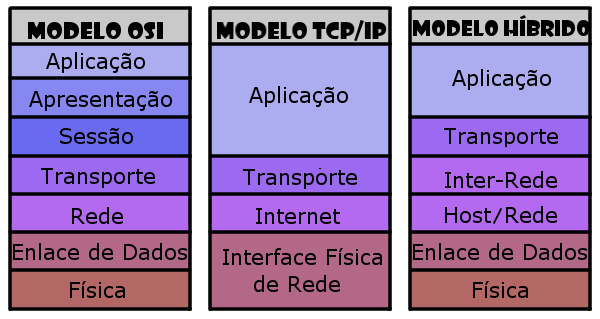 MODELO OSI
Aplicação
Apresentação
Sessão
Transporte
Rede
Enlace de Dados
Física
MODELO TCP/IP
Aplicação
Transporte
Internet
Interface Física
de Rede
MODELO HÍBRIDO
Aplicação
Transporte
Inter-Rede
Host/Rede
Enlace de Dados
Física